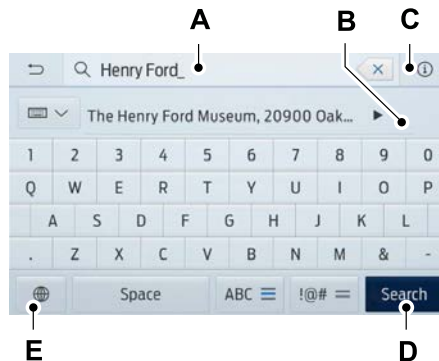 A
B
C
Henry Ford_
The Henry Ford Museum, 20900 Oak...
1 2 3 4 5 6 7 8 9 0
Q W E R T Y U I O P
A S D F G H J K L
. Z X C V B N M & -
Space ABC !@# = Search
E
D